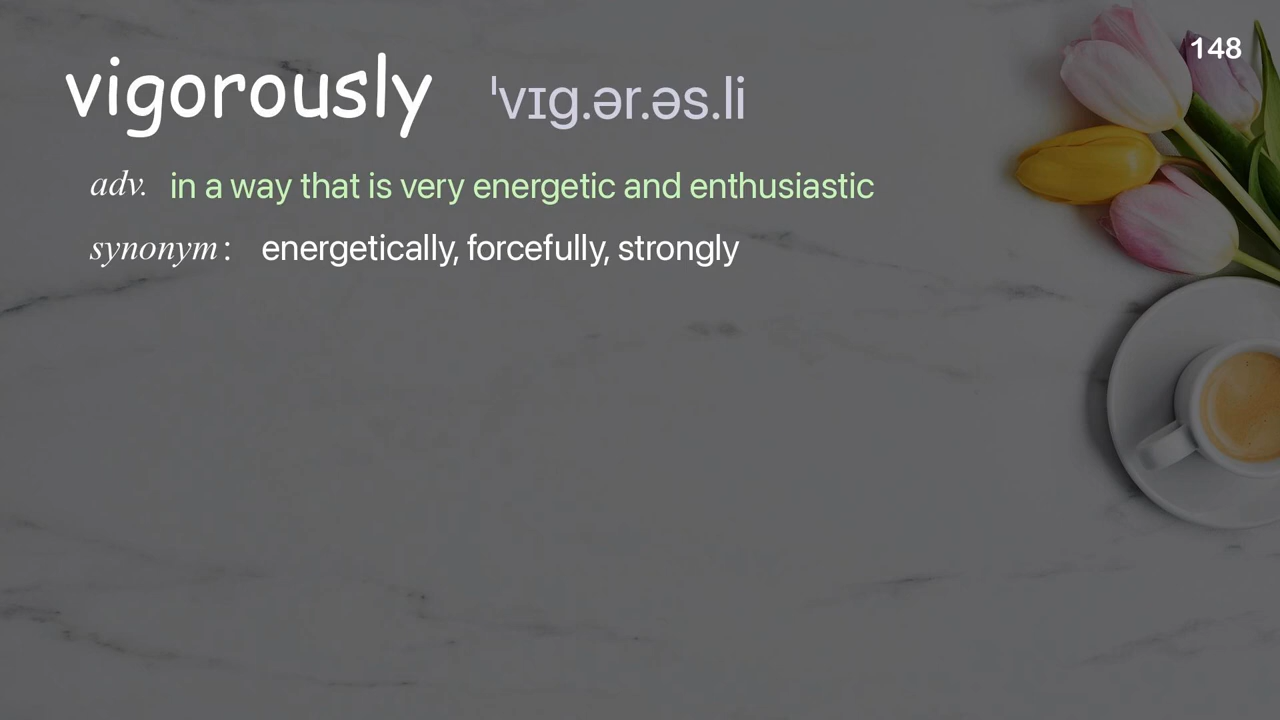 148
vigorously ˈvɪg.ər.əs.li
adv. in a way that is very energetic and enthusiastic
synonym: energetically, forcefully, strongly